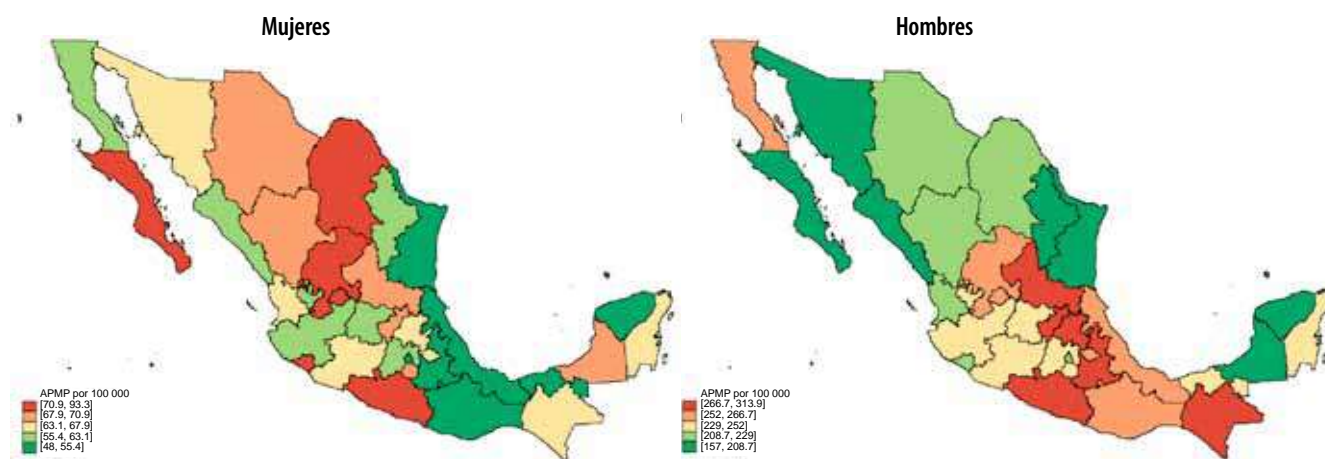 Mujeres
APMP por 100 000
[70.9, 93.3]
[67.9, 70.9]
[63.1, 67.9]
[55.4, 63.1]
[48, 55.4]
Hombres
APMP por 100 000
[266.7, 313.9]
[252, 266.7]
[229, 252]
[208.7, 229]
[157, 208.7]